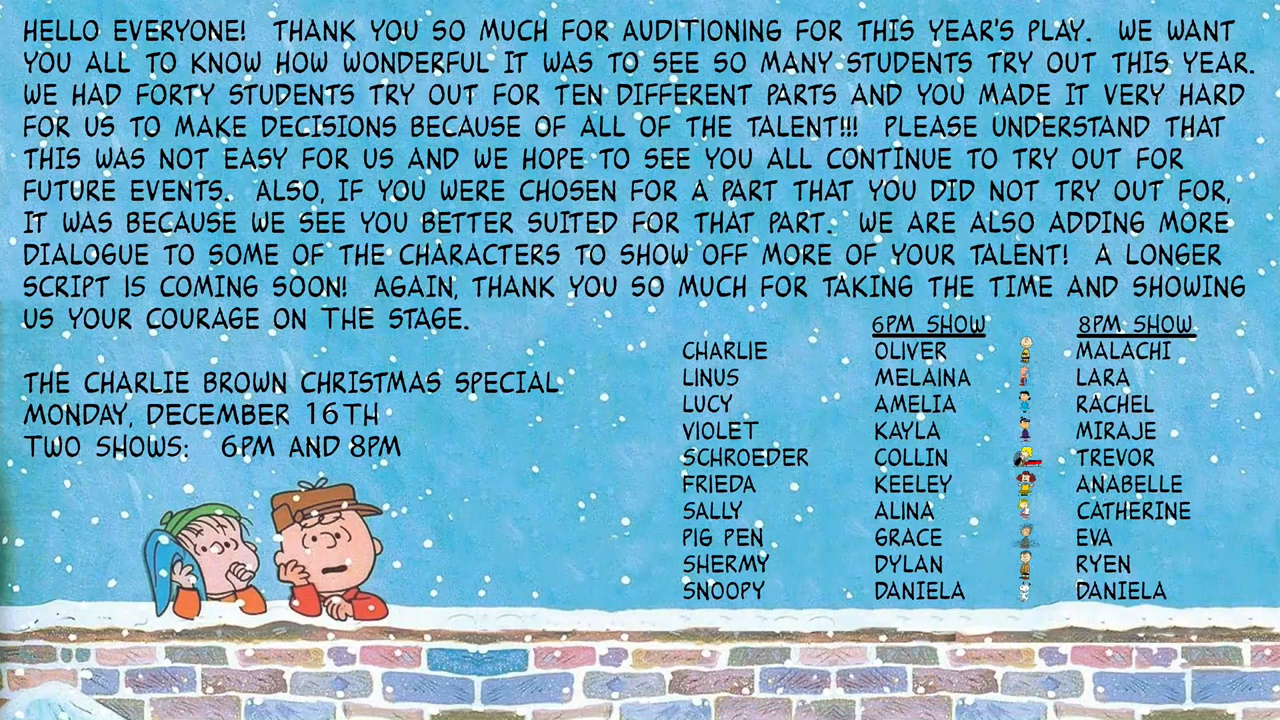 HELLO EVERYONE! THANK YOU SO MUCH FOR AUDITIONING FOR THIS YEAR'S PLAY. WE WANT
YOU ALL TO KNOW HOW WONDERFUL IT WAS TO SEE SO MANY STUDENTS TRY OUT THIS YEAR.
WE HAD FORTY STUDENTS TRY OUT FOR TEN DIFFERENT PARTS AND YOU MADE IT VERY HARD
FOR US TO MAKE DECISIONS BECAUSE OF ALL OF THE TALENT!!! PLEASE UNDERSTAND THAT
THIS WAS NOT EASY FOR US AND WE HOPE TO SEE YOU ALL CONTINUE TO TRY OUT FOR
FUTURE EVENTS. ALSO, IF YOU WERE CHOSEN FOR A PART THAT YOU DID NOT TRY OUT FOR,
IT WAS BECAUSE WE SEE YOU BETTER SUITED FOR THAT PART. WE ARE ALSO ADDING MORE
DIALOGUE TO SOME OF THE CHARACTERS TO SHOW OFF MORE OF YOUR TALENT! A LONGER
SCRIPT IS COMING SOON! AGAIN, THANK YOU SO MUCH FOR TAKING THE TIME AND SHOWING
US YOUR COURAGE ON THE STAGE.
THE CHARLIE BROWN CHRISTMAS SPECIAL
MONDAY, DECEMBER 16TH
TWO SHOWS: 6PM AND 8PM
6PM SHOW 8PM SHOW
CHARLIE OLIVER MALACHI
LINUS MELAINA LARA
LUCY AMELIA RACHEL
VIOLET KAYLA MIRAJE
SCHROEDER COLLIN TREVOR
FRIEDA KEELEY ANABELLE
SALLY ALINA CATHERINE
PIG PEN GRACE EVA
SHERMY DYLAN RYEN
SNOOPY DANIELA DANIELA